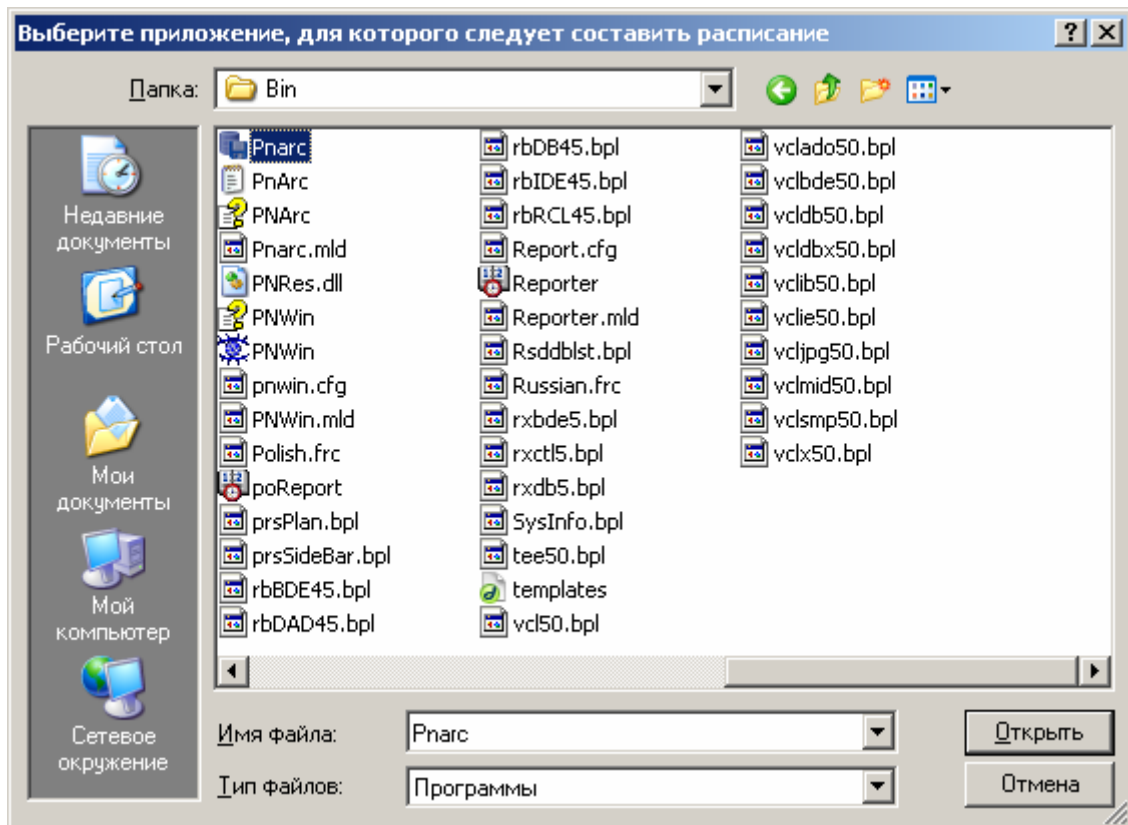 Выберите приложение, для которого следует составить расписание
Папка:
Bin
Недавние
документы
Рабочий стол
Мои
документы
Мой
компьютер
Сетевое
окружение
Pnarc
PnArc
PNArc
Pnarc.mld
PNRes.dll
PNWin
PNWin
pnwin.cfg
PNWin.mld
Polish.frc
poReport
prsPlan.bpl
prsSideBar.bpl
rbBDE45.bpl
rbDAD45.bpl
rbDB45.bpl
rbIDE45.bpl
rbRCL45.bpl
Report.cfg
Reporter
Reporter.mld
Rsddblst.bpl
Russian.frc
rxbde5.bpl
rxctl5.bpl
rxdb5.bpl
SysInfo.bpl
tee50.bpl
templates
vcl50.bpl
vclado50.bpl
vclbde50.bpl
vcldb50.bpl
vcldbx50.bpl
vclib50.bpl
vclie50.bpl
vcljpg50.bpl
vclmid50.bpl
vclsmp50.bpl
vclx50.bpl
Имя файла:
Pnarc
Открыть
Тип файлов:
Программы
Отмена